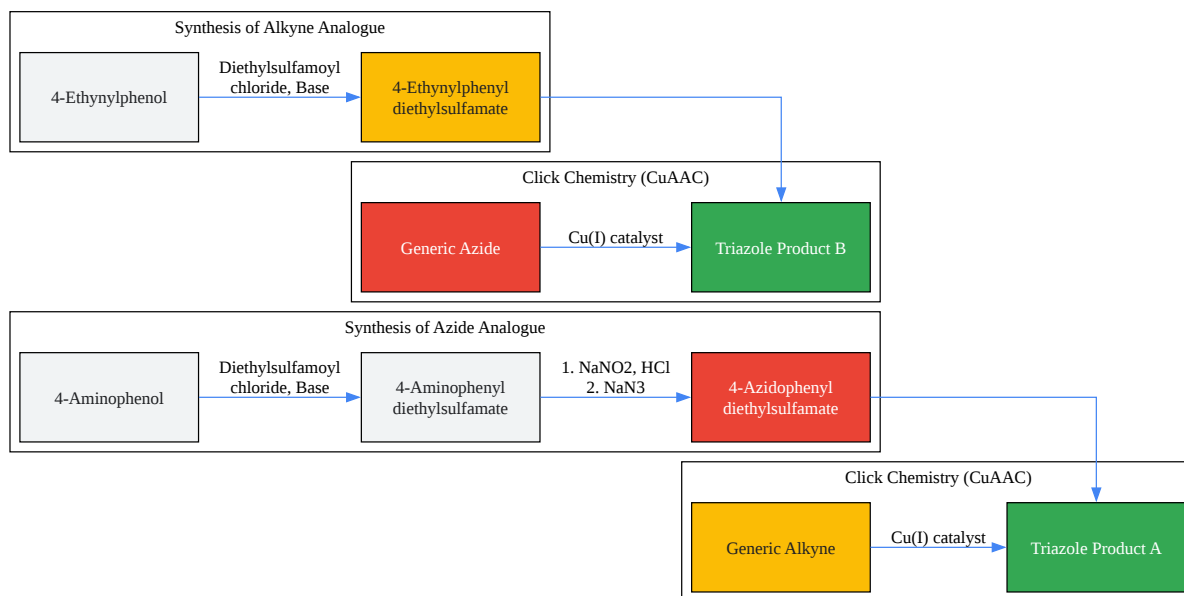 Synthesis of Alkyne Analogue
4-Ethynylphenol
Diethylsulfamoyl
chloride, Base
4-Ethynylphenyl
diethylsulfamate
Click Chemistry (CuAAC)
Generic Azide
Cu(I) catalyst
Triazole Product B
Synthesis of Azide Analogue
4-Aminophenol
Diethylsulfamoyl
chloride, Base
4-Aminophenyl
diethylsulfamate
1. NaNO2, HCl
2. NaN3
4-Azidophenyl
diethylsulfamate
Click Chemistry (CuAAC)
Generic Alkyne
Cu(I) catalyst
Triazole Product A